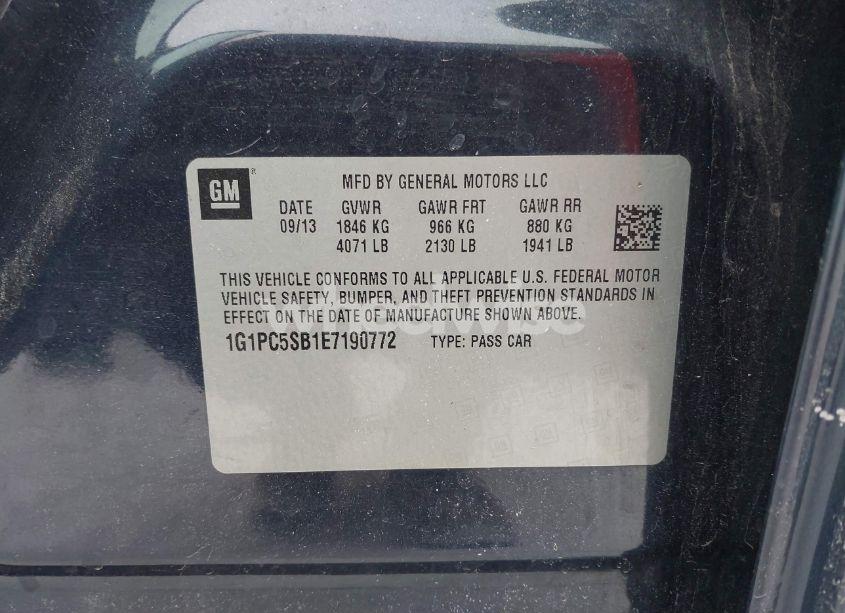 GM
MFD BY GENERAL MOTORS LLC
DATE GVWR GAWR FRT GAWR RR
09/13 1846 KG 966 KG 880 KG
4071 LB 2130 LB 1941 LB
THIS VEHICLE CONFORMS TO ALL APPLICABLE U.S. FEDERAL MOTOR
VEHICLE SAFETY, BUMPER, AND THEFT PREVENTION STANDARDS IN
EFFECT ON THE DATE OF MANUFACTURE SHOWN ABOVE.
1G1PC5SB1E7190772 TYPE: PASS CAR